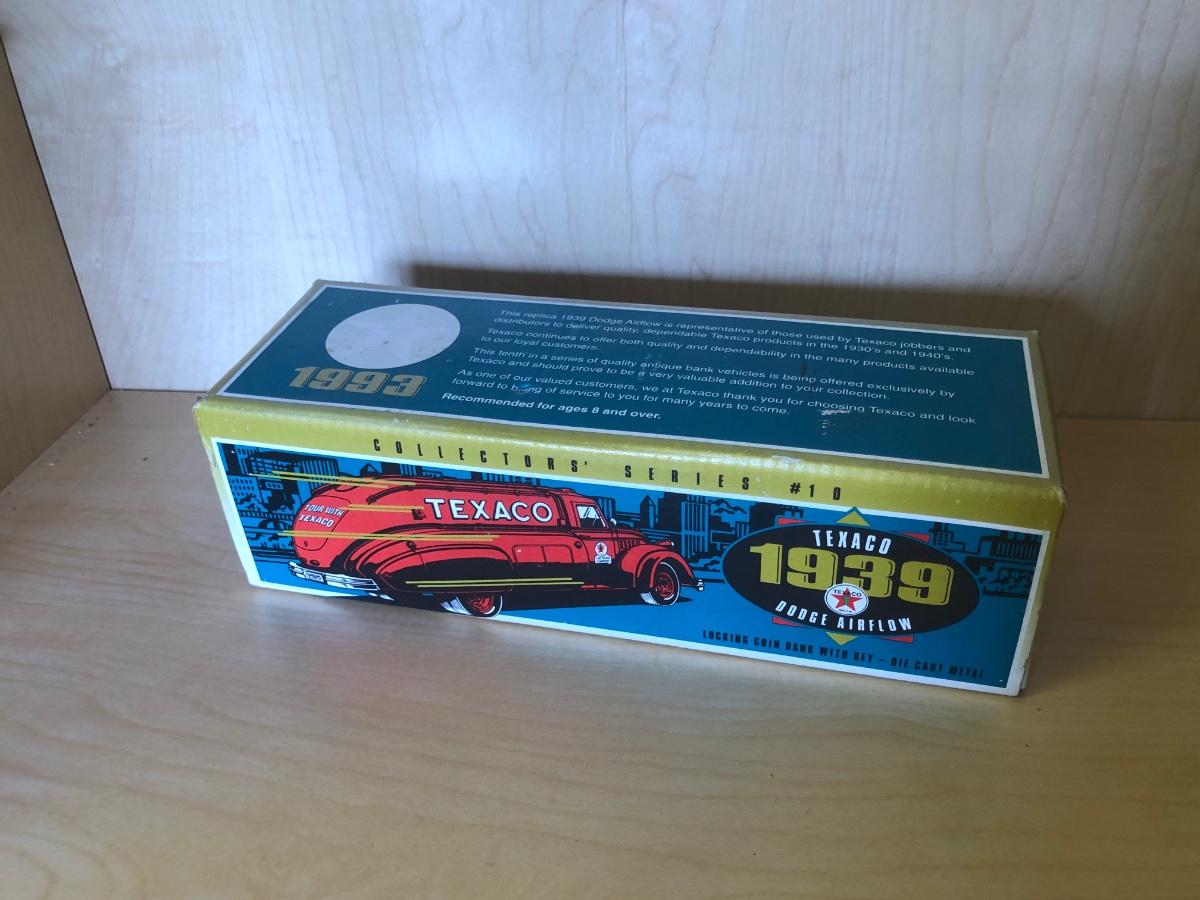 This replica 1939 Dodge Airflow is representative of those used by Texaco jobbers and
distributors to deliver quality, dependable Texaco products in the 1930's and 1940's.
Texaco continues to offer both quality and dependability in the many products available
to our loyal customers.
This tenth in a series of quality antique bank vehicles is being offered exclusively by
Texaco and should prove to be a very valuable addition to your collection.
As one of our valued customers, we at Texaco thank you for choosing Texaco and look
forward to being of service to you for many years to come.
Recommended for ages 8 and over.
1993
COLLECTORS' SERIES #10
TOUR WITH
TEXACO
TEXACO
TEXACO
1939
TEXACO
DODGE AIRFLOW
LOCKING COIN BANK WITH KEY – DIE CAST METAL